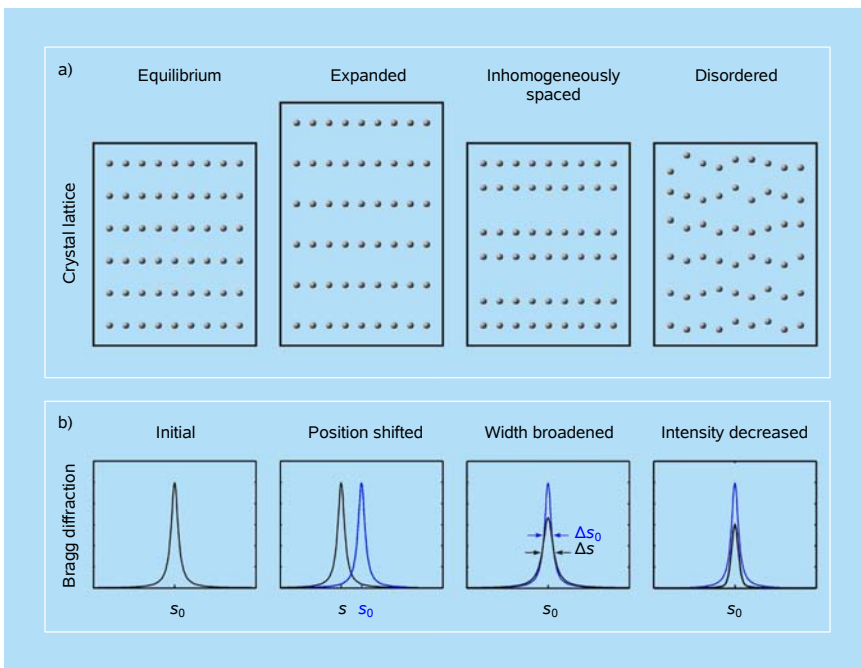 a)
Equilibrium
Expanded
Inhomogeneously
spaced
Disordered
Crystal lattice
b)
Initial
Position shifted
Width broadened
Intensity decreased
Bragg diffraction
Δs₀
Δs
s₀
s s₀
s₀
s₀